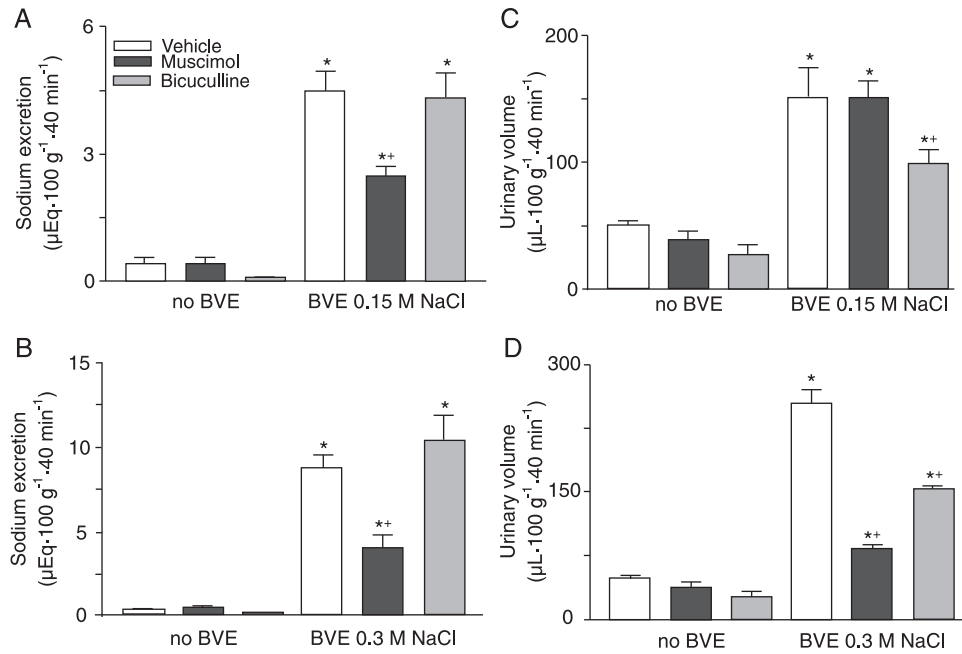 A
6
3
0
Sodium excretion
(µEq·100 g⁻¹·40 min⁻¹)
Vehicle
Muscimol
Bicuculline
*
*+
*
no BVE
BVE 0.15 M NaCl
C
200
100
0
Urinary volume
(µL·100 g⁻¹·40 min⁻¹)
*
*
*+
no BVE
BVE 0.15 M NaCl
B
15
10
5
0
Sodium excretion
(µEq·100 g⁻¹·40 min⁻¹)
*
*+
*
no BVE
BVE 0.3 M NaCl
D
300
150
0
Urinary volume
(µL·100 g⁻¹·40 min⁻¹)
*
*+
*+
no BVE
BVE 0.3 M NaCl